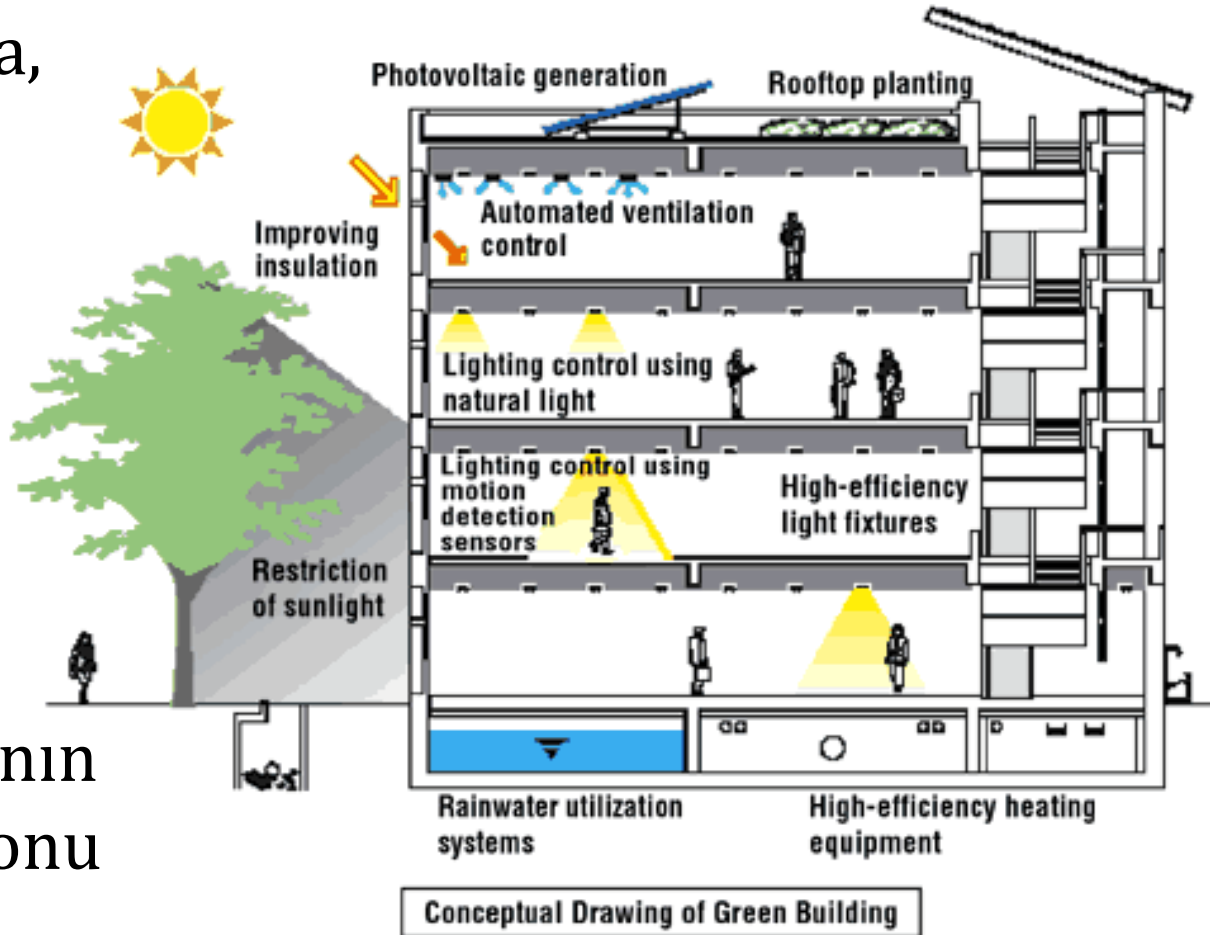 a,
Photovoltaic generation
Rooftop planting
Improving
insulation
Automated ventilation
control
Lighting control using
natural light
Lighting control using
motion
detection
sensors
High-efficiency
light fixtures
Restriction
of sunlight
nın
onu
Rainwater utilization
systems
High-efficiency heating
equipment
Conceptual Drawing of Green Building